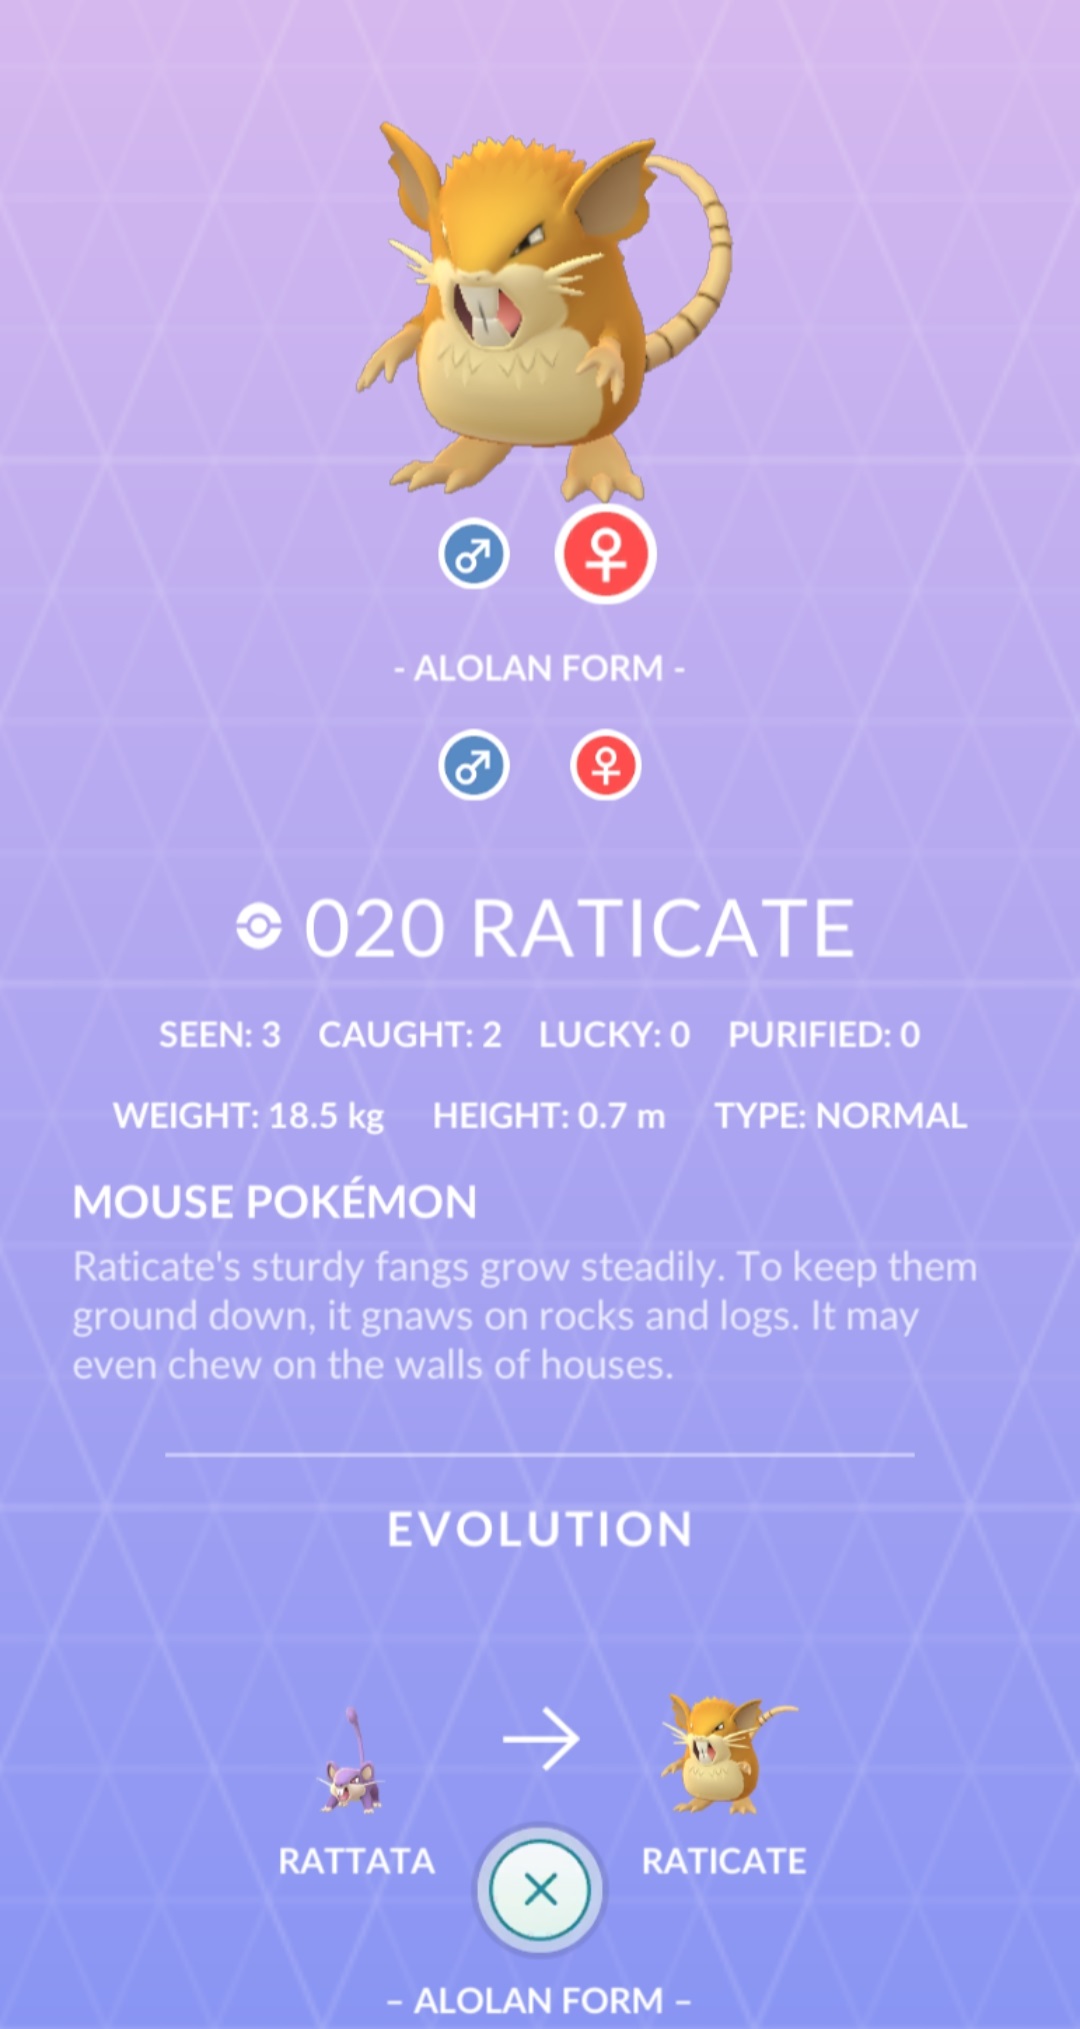 - ALOLAN FORM -
020 RATICATE
SEEN: 3 CAUGHT: 2 LUCKY: 0 PURIFIED: 0
WEIGHT: 18.5 kg HEIGHT: 0.7 m TYPE: NORMAL
MOUSE POKÉMON
Raticate's sturdy fangs grow steadily. To keep them
ground down, it gnaws on rocks and logs. It may
even chew on the walls of houses.
EVOLUTION
RATTATA RATICATE
– ALOLAN FORM –